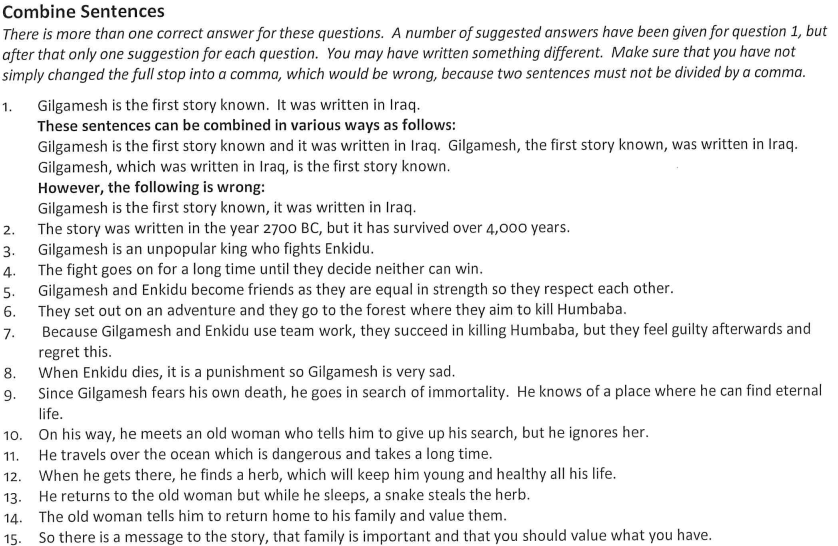 Combine Sentences
There is more than one correct answer for these questions. A number of suggested answers have been given for question 1, but
after that only one suggestion for each question. You may have written something different. Make sure that you have not
simply changed the full stop into a comma, which would be wrong, because two sentences must not be divided by a comma.
1. Gilgamesh is the first story known. It was written in Iraq.
These sentences can be combined in various ways as follows:
Gilgamesh is the first story known and it was written in Iraq. Gilgamesh, the first story known, was written in Iraq.
Gilgamesh, which was written in Iraq, is the first story known.
However, the following is wrong:
Gilgamesh is the first story known, it was written in Iraq.
2. The story was written in the year 2700 BC, but it has survived over 4,000 years.
3. Gilgamesh is an unpopular king who fights Enkidu.
4. The fight goes on for a long time until they decide neither can win.
5. Gilgamesh and Enkidu become friends as they are equal in strength so they respect each other.
6. They set out on an adventure and they go to the forest where they aim to kill Humbaba.
7. Because Gilgamesh and Enkidu use team work, they succeed in killing Humbaba, but they feel guilty afterwards and
regret this.
8. When Enkidu dies, it is a punishment so Gilgamesh is very sad.
9. Since Gilgamesh fears his own death, he goes in search of immortality. He knows of a place where he can find eternal
life.
10. On his way, he meets an old woman who tells him to give up his search, but he ignores her.
11. He travels over the ocean which is dangerous and takes a long time.
12. When he gets there, he finds a herb, which will keep him young and healthy all his life.
13. He returns to the old woman but while he sleeps, a snake steals the herb.
14. The old woman tells him to return home to his family and value them.
15. So there is a message to the story, that family is important and that you should value what you have.